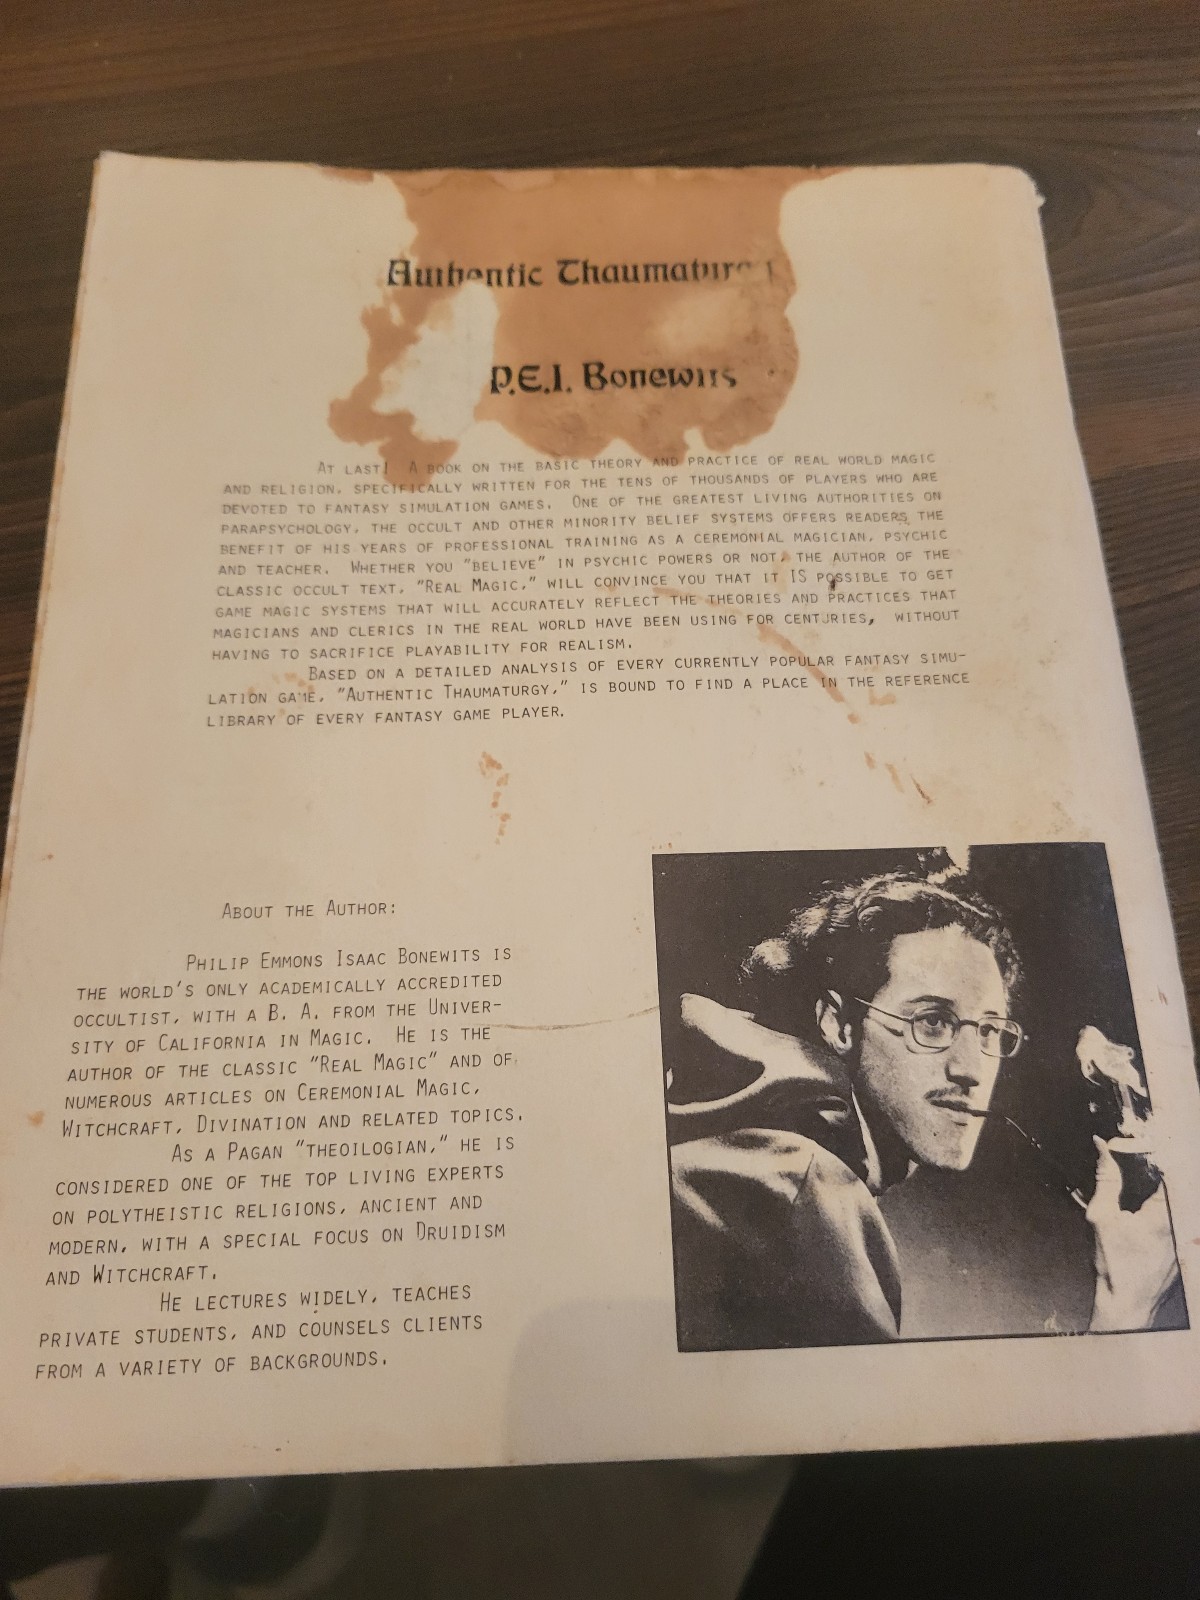 Authentic Thaumaturgy
P.E.I. Bonewits
At last! A book on the basic theory and practice of real world magic
and religion, specifically written for the tens of thousands of players who are
devoted to fantasy simulation games. One of the greatest living authorities on
parapsychology, the occult and other minority belief systems offers readers the
benefit of his years of professional training as a ceremonial magician, psychic
and teacher. Whether you "believe" in psychic powers or not, the author of the
classic occult text, "Real Magic," will convince you that it IS possible to get
game magic systems that will accurately reflect the theories and practices that
magicians and clerics in the real world have been using for centuries, without
having to sacrifice playability for realism.
Based on a detailed analysis of every currently popular fantasy simu-
lation game, "Authentic Thaumaturgy," is bound to find a place in the reference
library of every fantasy game player.
About the Author:
Philip Emmons Isaac Bonewits is
the world's only academically accredited
occultist, with a B. A. from the Univer-
sity of California in Magic. He is the
author of the classic "Real Magic" and of
numerous articles on Ceremonial Magic,
Witchcraft, Divination and related topics.
As a Pagan "theoilogian," he is
considered one of the top living experts
on polytheistic religions, ancient and
modern, with a special focus on Druidism
and Witchcraft.
He lectures widely, teaches
private students, and counsels clients
from a variety of backgrounds.